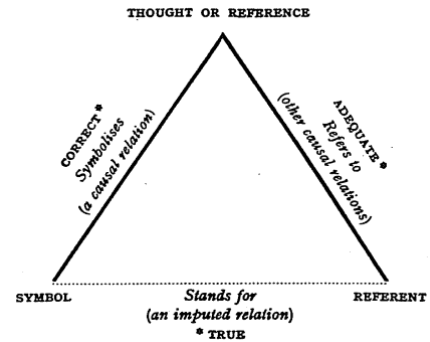 THOUGHT OR REFERENCE
CORRECT *
Symbolises
(a causal relation)
ADEQUATE *
Refers to
(other causal relations)
SYMBOL
Stands for
(an imputed relation)
* TRUE
REFERENT